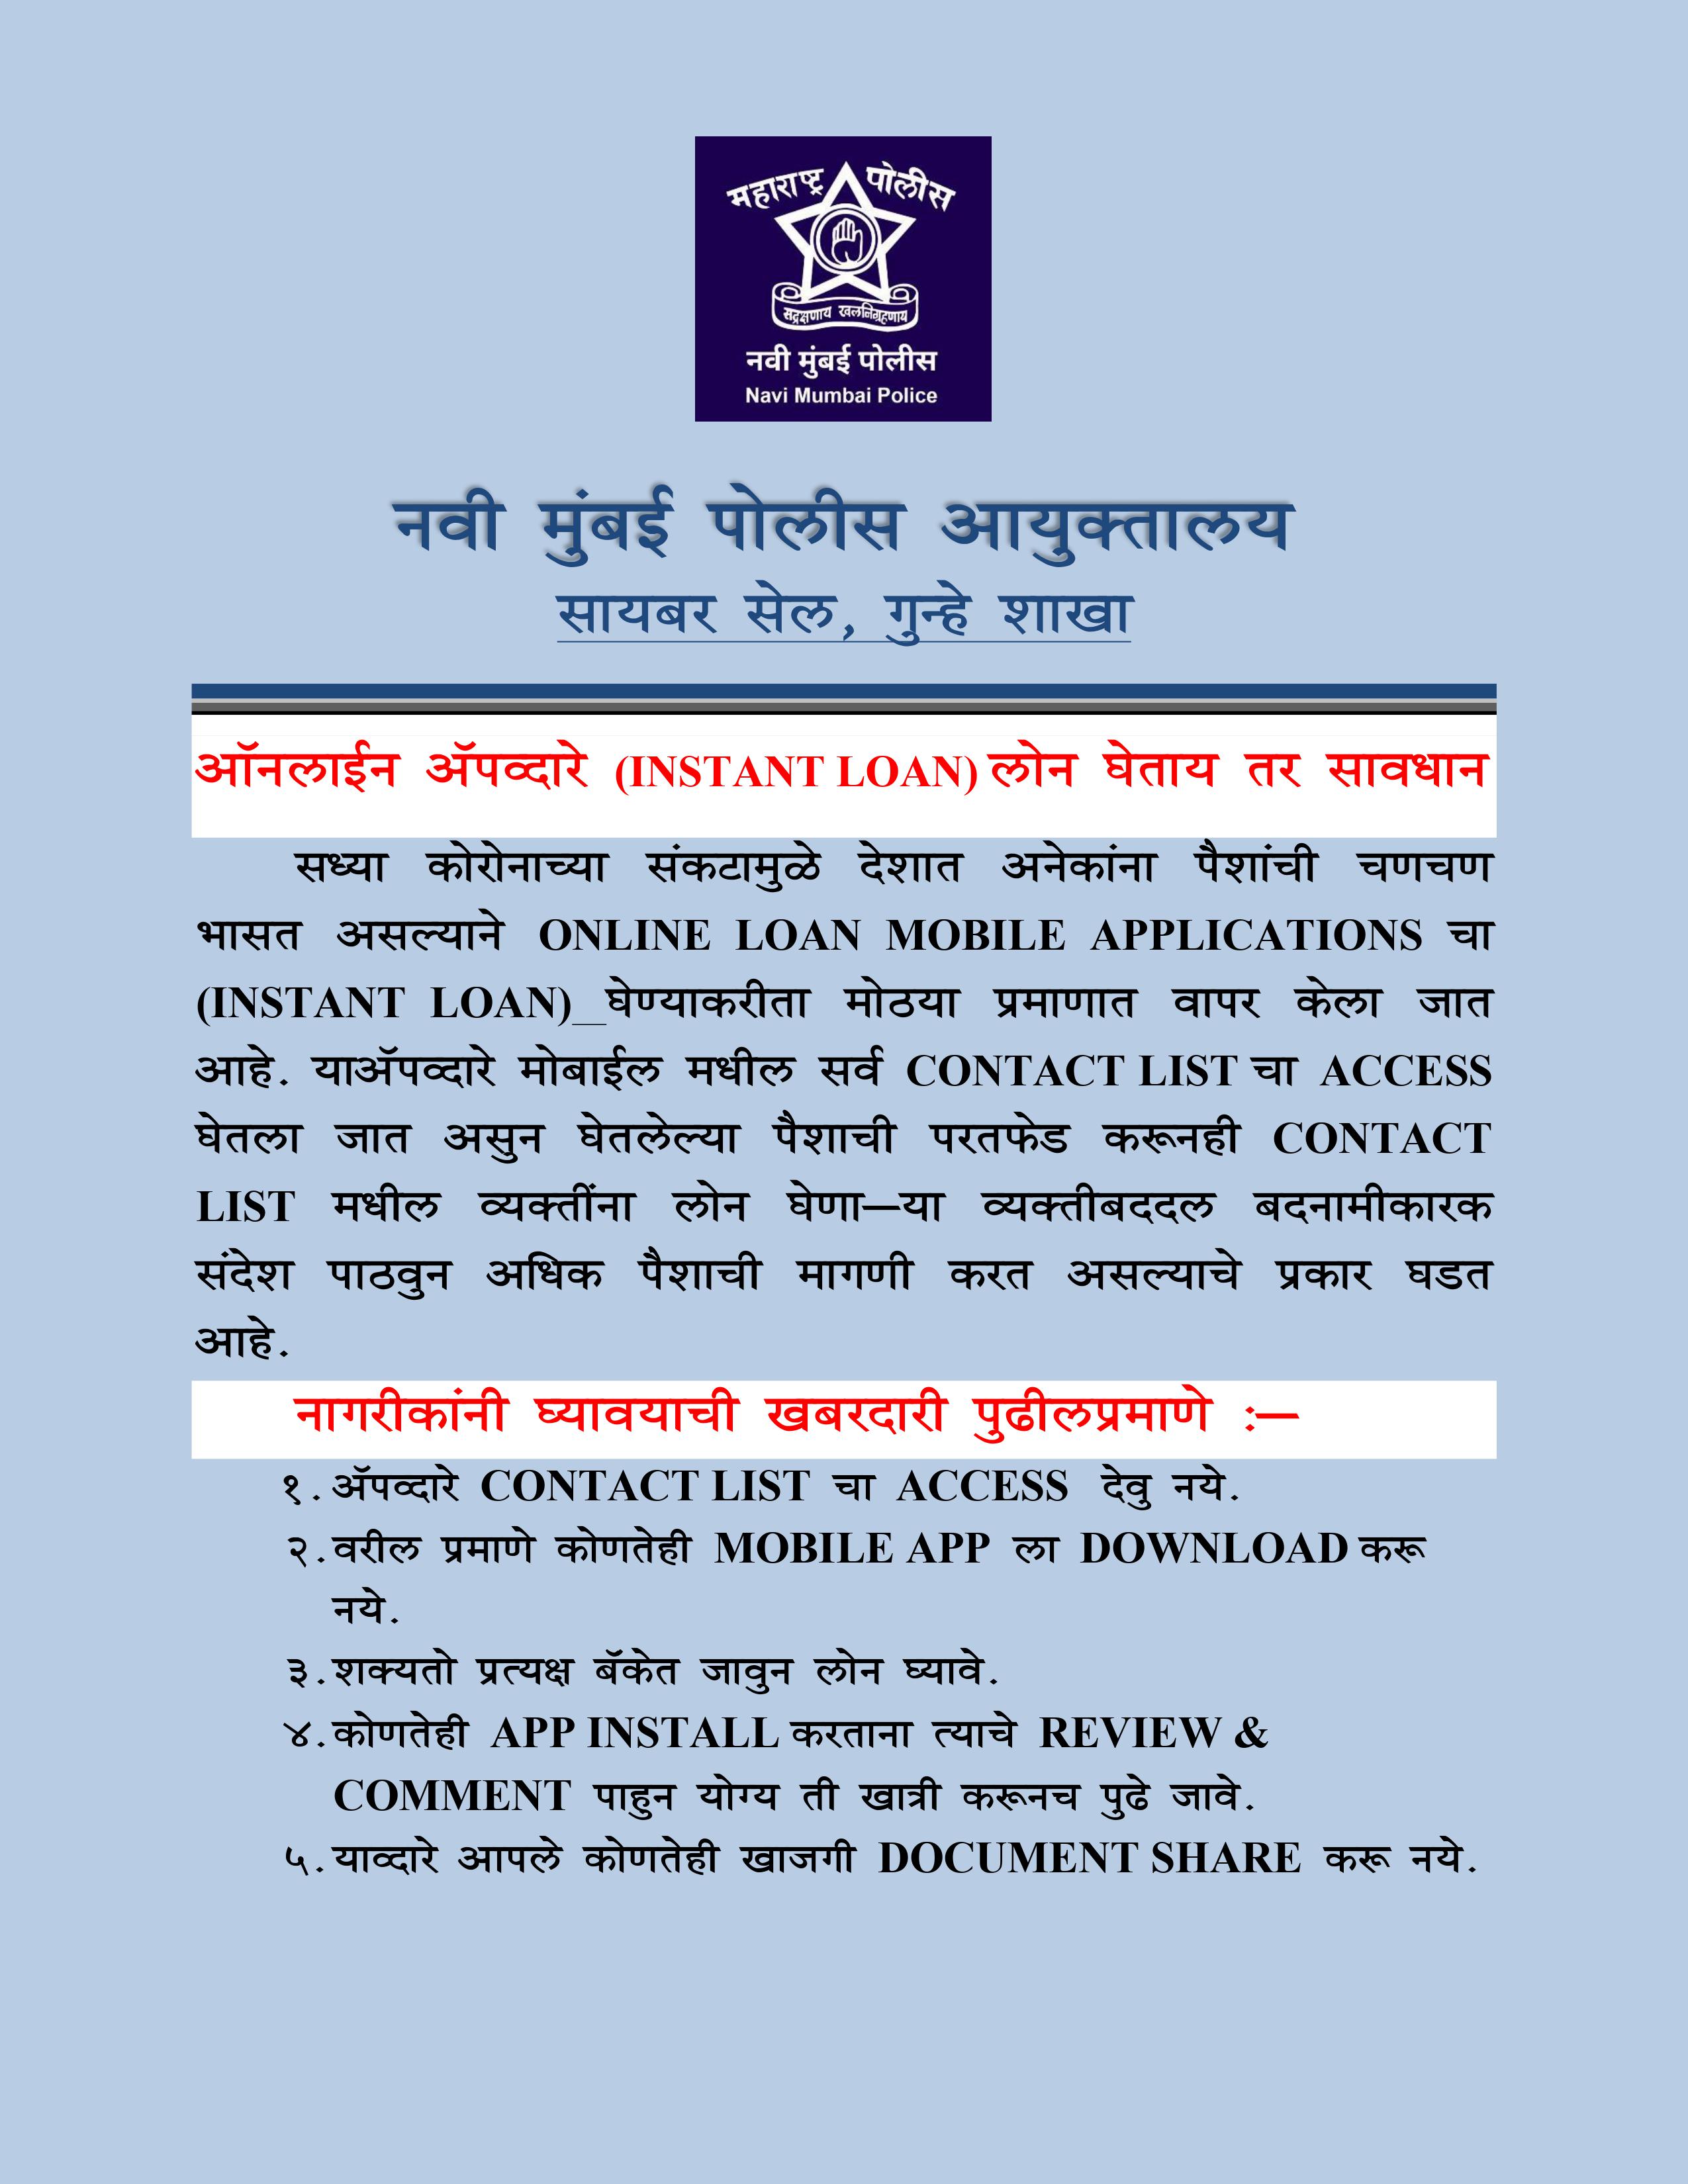 महाराष्ट्र पोलीस
सद्रक्षणाय खलनिग्रहणाय
नवी मुंबई पोलीस
Navi Mumbai Police
नवी मुंबई पोलीस आयुक्तालय
सायबर सेल, गुन्हे शाखा
ऑनलाईन ॲपव्दारे (INSTANT LOAN) लोन घेताय तर सावधान
सध्या कोरोनाच्या संकटामुळे देशात अनेकांना पैशांची चणचण
भासत असल्याने ONLINE LOAN MOBILE APPLICATIONS चा
(INSTANT LOAN)_घेण्याकरीता मोठया प्रमाणात वापर केला जात
आहे. याॲपव्दारे मोबाईल मधील सर्व CONTACT LIST चा ACCESS
घेतला जात असुन घेतलेल्या पैशाची परतफेड करूनही CONTACT
LIST मधील व्यक्तींना लोन घेणा—या व्यक्तीबददल बदनामीकारक
संदेश पाठवुन अधिक पैशाची मागणी करत असल्याचे प्रकार घडत
आहे.
नागरीकांनी घ्यावयाची खबरदारी पुढीलप्रमाणे :—
१. ॲपव्दारे CONTACT LIST चा ACCESS देवु नये.
२. वरील प्रमाणे कोणतेही MOBILE APP ला DOWNLOAD करू
नये.
३. शक्यतो प्रत्यक्ष बॅकेत जावुन लोन घ्यावे.
४. कोणतेही APP INSTALL करताना त्याचे REVIEW &
COMMENT पाहुन योग्य ती खात्री करूनच पुढे जावे.
५. याव्दारे आपले कोणतेही खाजगी DOCUMENT SHARE करू नये.